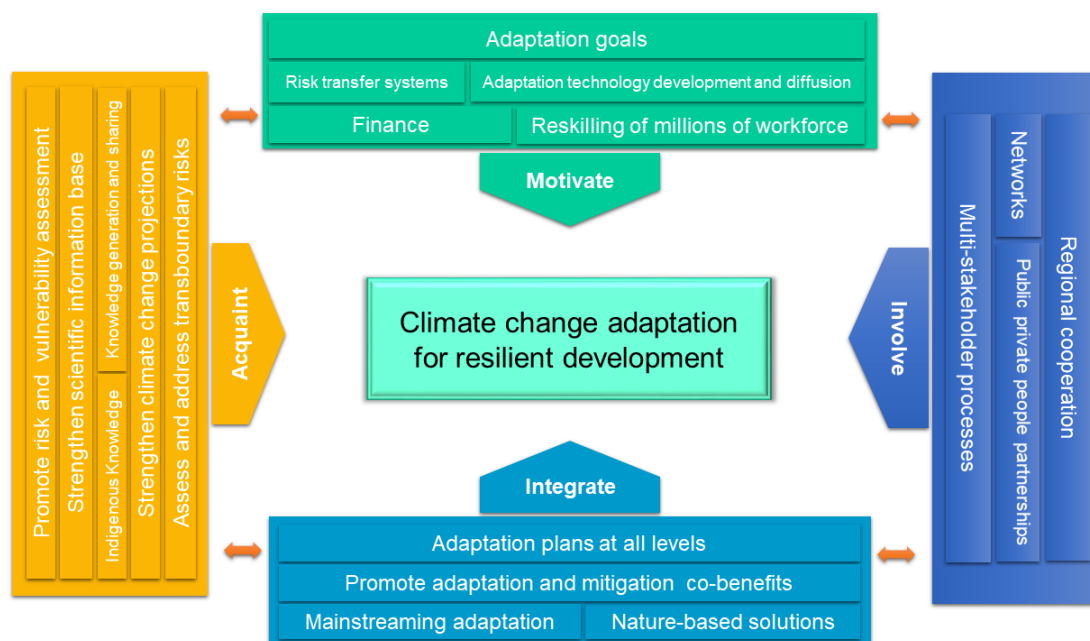 Adaptation goals
Risk transfer systems
Adaptation technology development and diffusion
Finance
Reskilling of millions of workforce
Motivate
Promote risk and vulnerability assessment
Strengthen scientific information base
Indigenous Knowledge
Knowledge generation and sharing
Strengthen climate change projections
Assess and address transboundary risks
Acquaint
Climate change adaptation
for resilient development
Involve
Multi-stakeholder processes
Networks
Public private people partnerships
Regional cooperation
Integrate
Adaptation plans at all levels
Promote adaptation and mitigation co-benefits
Mainstreaming adaptation
Nature-based solutions